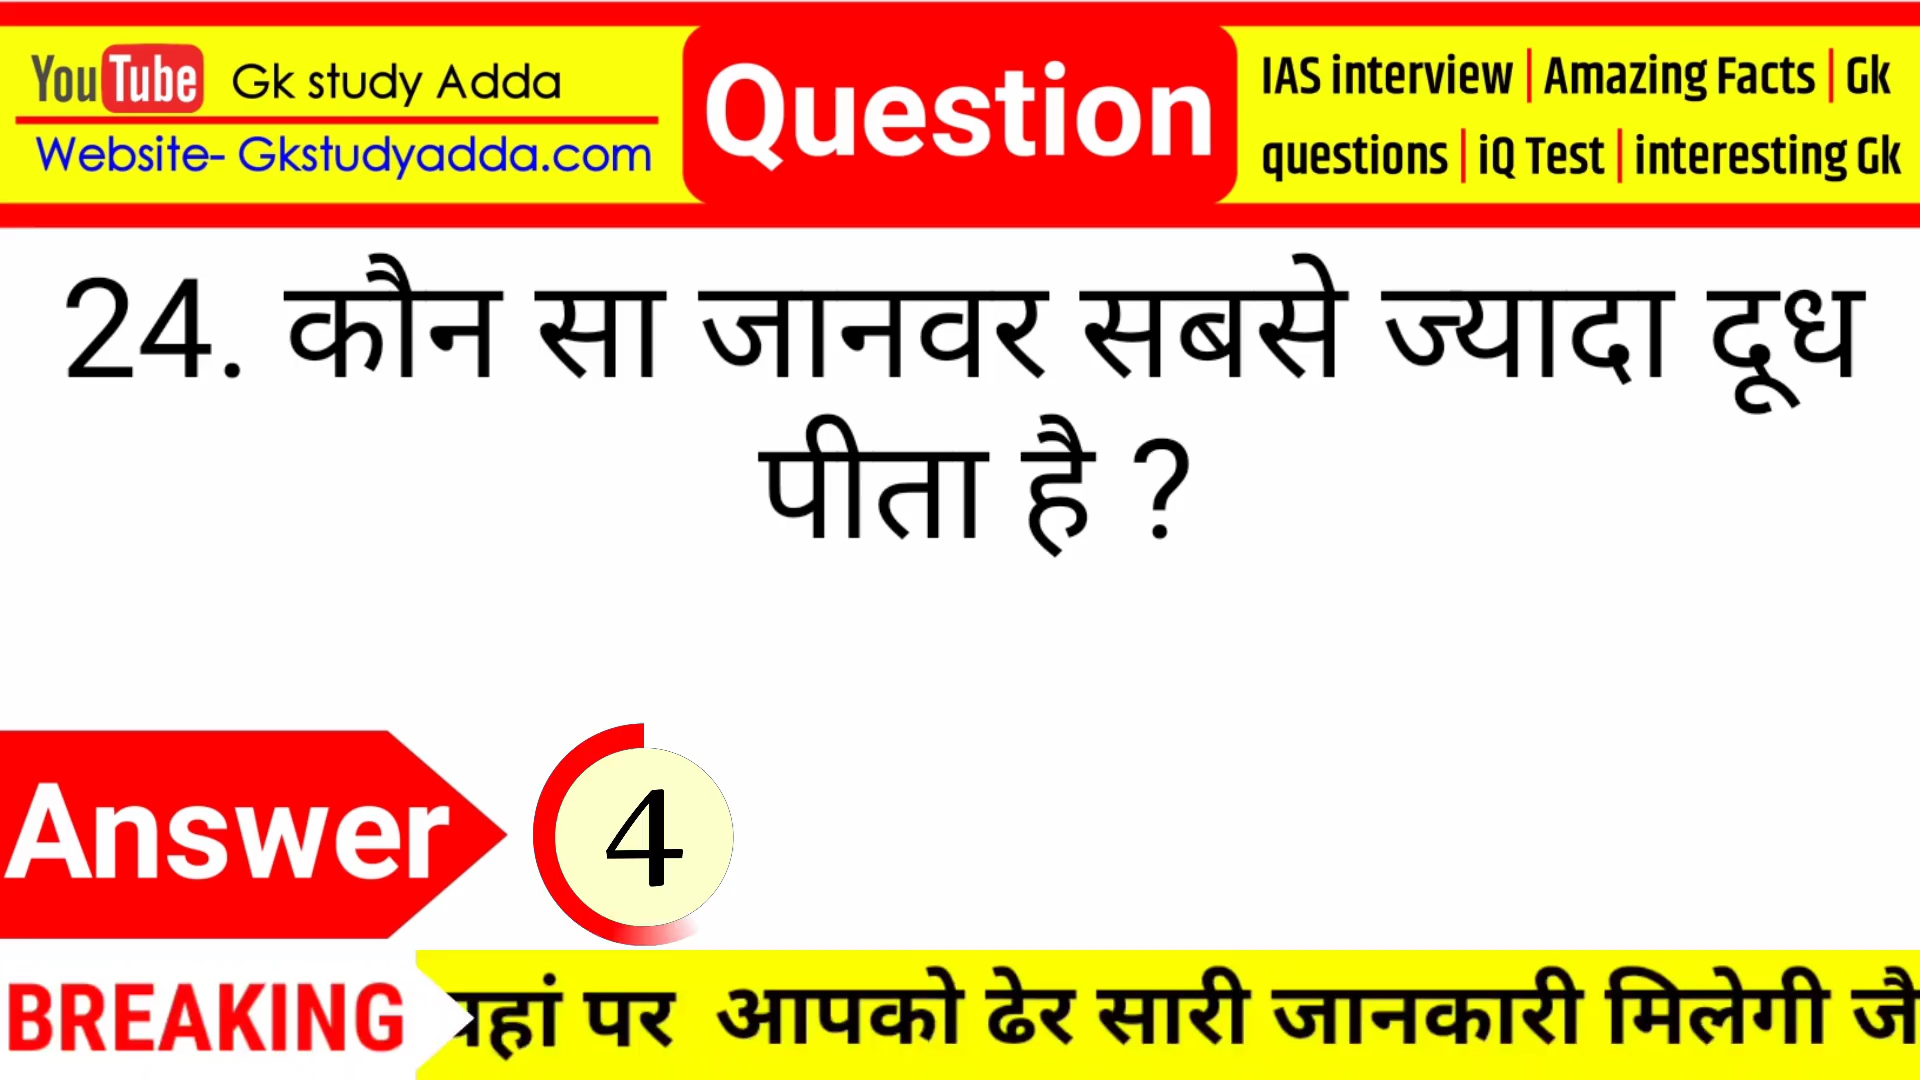 YouTube Gk study Adda
Website- Gkstudyadda.com
Question
IAS interview | Amazing Facts | Gk
questions | iQ Test | interesting Gk
24. कौन सा जानवर सबसे ज्यादा दूध
पीता है ?
Answer
4
BREAKING
पर आपको ढेर सारी जानकारी मिलेगी